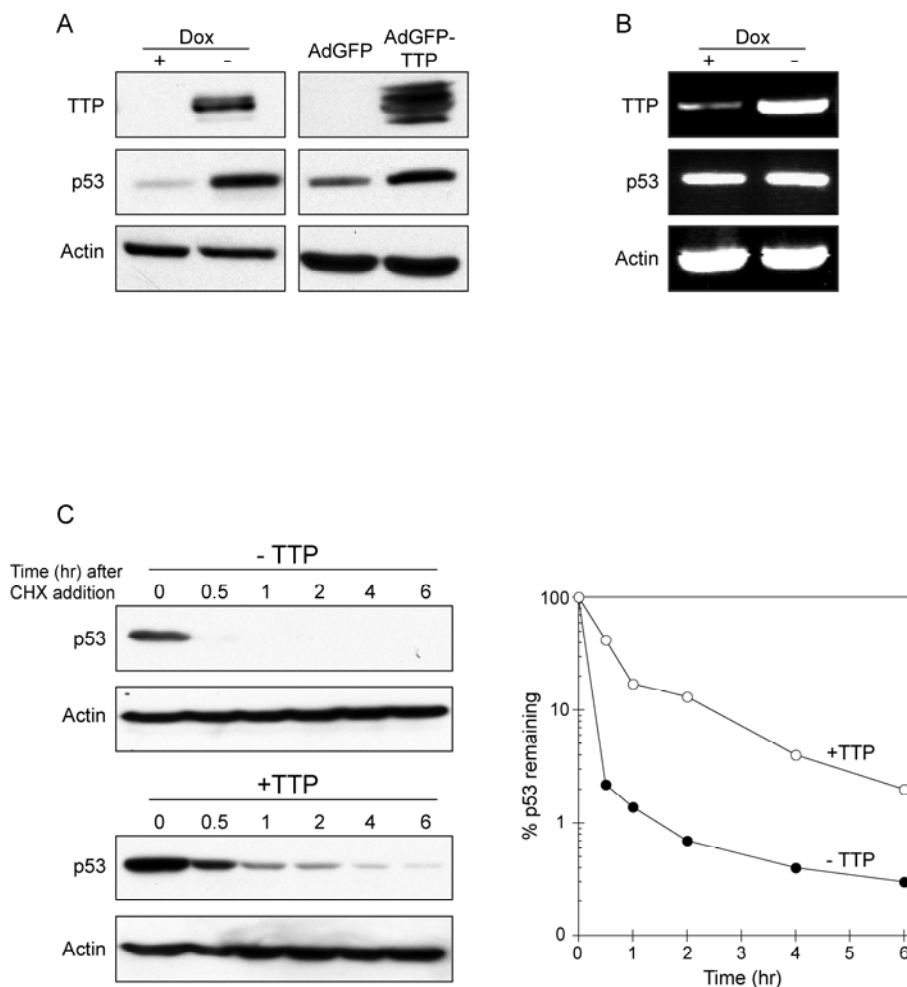 A
Dox
+ -
AdGFP
AdGFP-
TTP
TTP
p53
Actin
B
Dox
+ -
TTP
p53
Actin
C
- TTP
Time (hr) after
CHX addition
0 0.5 1 2 4 6
p53
Actin
+TTP
0 0.5 1 2 4 6
p53
Actin
% p53 remaining
100
10
1
0
+TTP
- TTP
0 1 2 3 4 5 6
Time (hr)